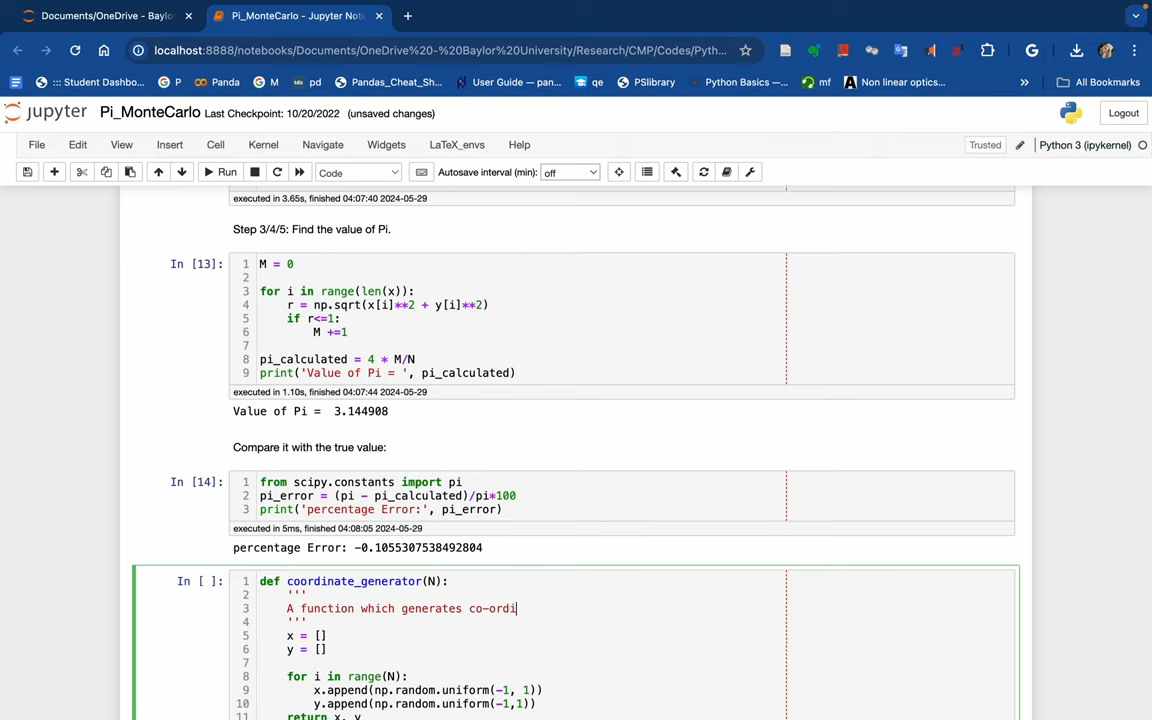 Documents/OneDrive - Baylo
Pi_MonteCarlo - Jupyter Note
localhost:8888/notebooks/Documents/OneDrive%20-%20Baylor%20University/Research/CMP/Codes/Pyth...
::: Student Dashbo...
P
Panda
M
pd
Pandas_Cheat_Sh...
User Guide — pan...
qe
PSlibrary
Python Basics —...
mf
Non linear optics...
»
All Bookmarks
jupyter Pi_MonteCarlo Last Checkpoint: 10/20/2022 (unsaved changes)
Logout
File Edit View Insert Cell Kernel Navigate Widgets LaTeX_envs Help
Trusted
Python 3 (ipykernel)
Run
Code
Autosave interval (min):
off
executed in 3.65s, finished 04:07:40 2024-05-29
Step 3/4/5: Find the value of Pi.
In [13]:
1 M = 0
2
3 for i in range(len(x)):
4     r = np.sqrt(x[i]**2 + y[i]**2)
5     if r<=1:
6         M +=1
7
8 pi_calculated = 4 * M/N
9 print('Value of Pi = ', pi_calculated)
executed in 1.10s, finished 04:07:44 2024-05-29
Value of Pi =  3.144908
Compare it with the true value:
In [14]:
1 from scipy.constants import pi
2 pi_error = (pi - pi_calculated)/pi*100
3 print('percentage Error:', pi_error)
executed in 5ms, finished 04:08:05 2024-05-29
percentage Error: -0.1055307538492804
In [ ]:
1 def coordinate_generator(N):
2     '''
3     A function which generates co-ordi
4     '''
5     x = []
6     y = []
7
8     for i in range(N):
9         x.append(np.random.uniform(-1, 1))
10         y.append(np.random.uniform(-1,1))
11     return x, y